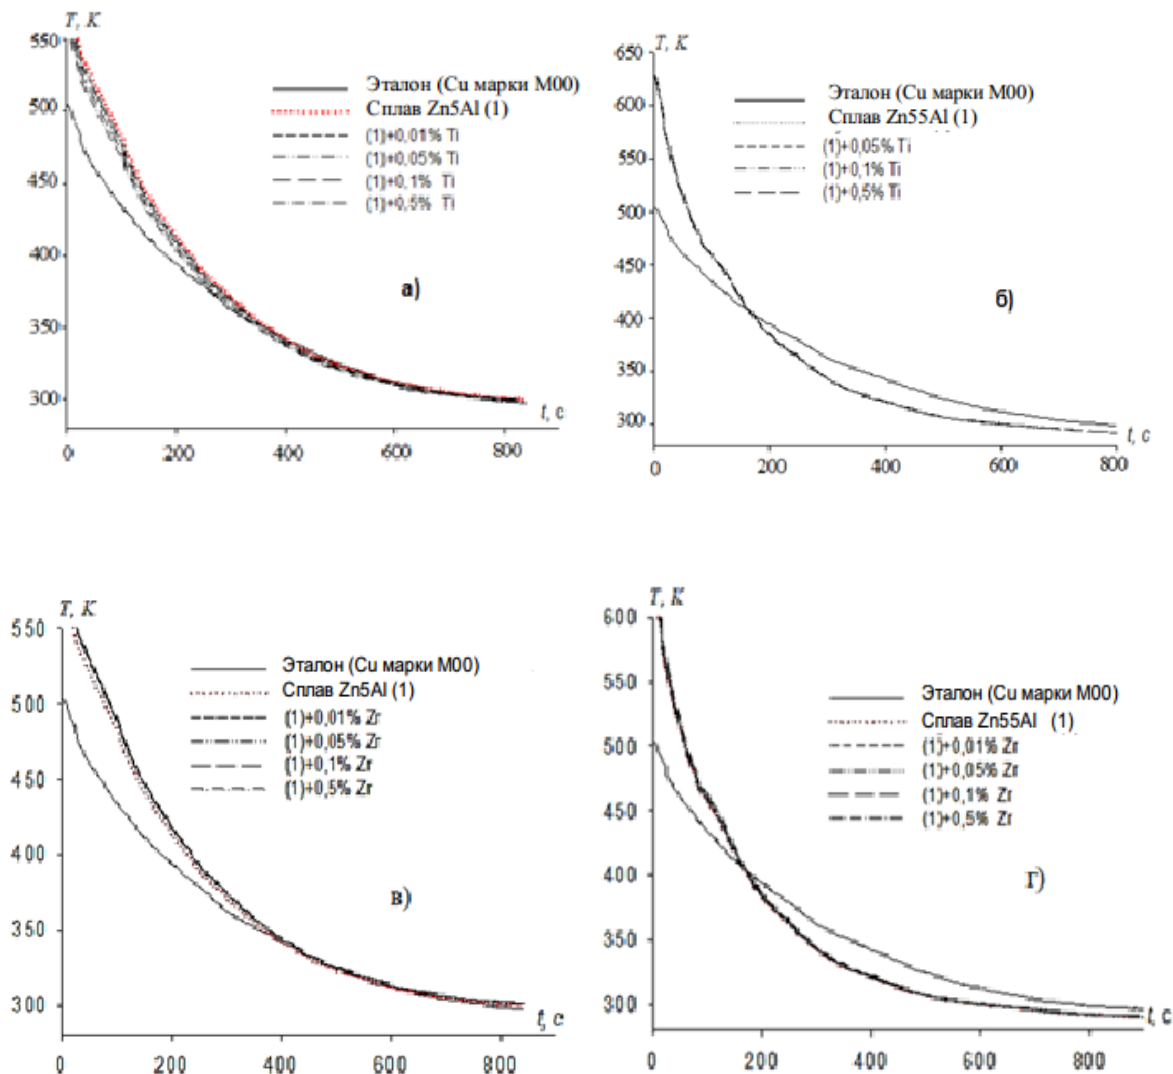 T, K
550
500
450
400
350
300
0
200
400
600
800
t, c
Эталон (Cu марки М00)
Сплав Zn5Al (1)
(1)+0,01% Ti
(1)+0,05% Ti
(1)+0,1% Ti
(1)+0,5% Ti
а)
T, K
650
600
550
500
450
400
350
300
0
200
400
600
800
t, c
Эталон (Cu марки М00)
Сплав Zn55Al (1)
(1)+0,05% Ti
(1)+0,1% Ti
(1)+0,5% Ti
б)
T, K
550
500
450
400
350
300
0
200
400
600
800
t, c
Эталон (Cu марки М00)
Сплав Zn5Al (1)
(1)+0,01% Zr
(1)+0,05% Zr
(1)+0,1% Zr
(1)+0,5% Zr
в)
T, K
600
550
500
450
400
350
300
0
200
400
600
800
t, c
Эталон (Cu марки М00)
Сплав Zn55Al (1)
(1)+0,01% Zr
(1)+0,05% Zr
(1)+0,1% Zr
(1)+0,5% Zr
г)